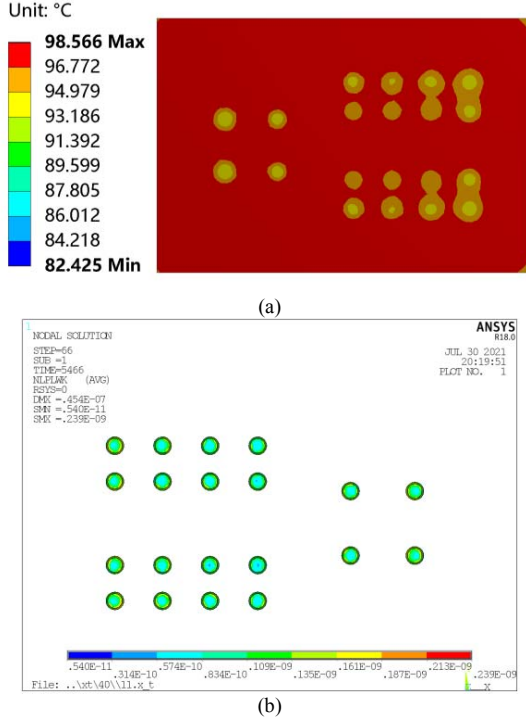 Unit: °C
98.566 Max
96.772
94.979
93.186
91.392
89.599
87.805
86.012
84.218
82.425 Min
(a)
1
NODAL SOLUTION
STEP=66
SUB =1
TIME=5466
NLPLWK (AVG)
RSYS=0
DMX =.454E-07
SMN =.540E-11
SMX =.239E-09
ANSYS
R18.0
JUL 30 2021
20:19:51
PLOT NO. 1
.540E-11 .574E-10 .109E-09 .161E-09 .213E-09
.314E-10 .834E-10 .135E-09 .187E-09 .239E-09
File: ..\xt\40\\11.x_t
X
(b)